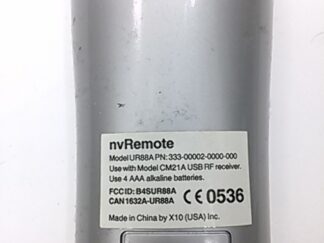 nvRemote
Model UR88A PN: 333-00002-0000-000
Use with Model CM21A USB RF receiver.
Use 4 AAA alkaline batteries.
FCC ID: B4SUR88A
CAN1632A-UR88A CE 0536
Made in China by X10 (USA) Inc.